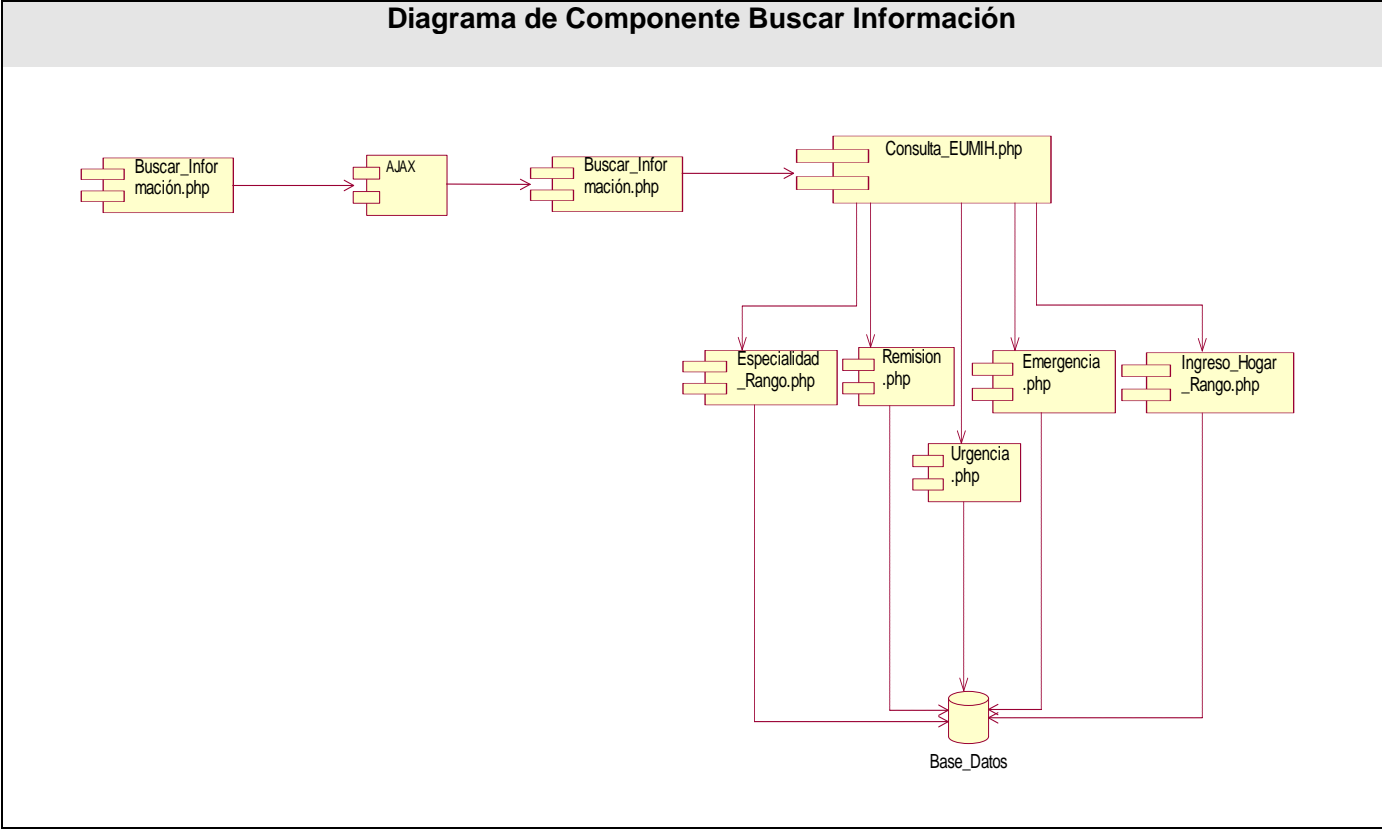 Diagrama de Componente Buscar Información
Buscar_Infor
mación.php
AJAX
Buscar_Infor
mación.php
Consulta_EUMIH.php
Especialidad
_Rango.php
Remision
.php
Emergencia
.php
Ingreso_Hogar
_Rango.php
Urgencia
.php
Base_Datos